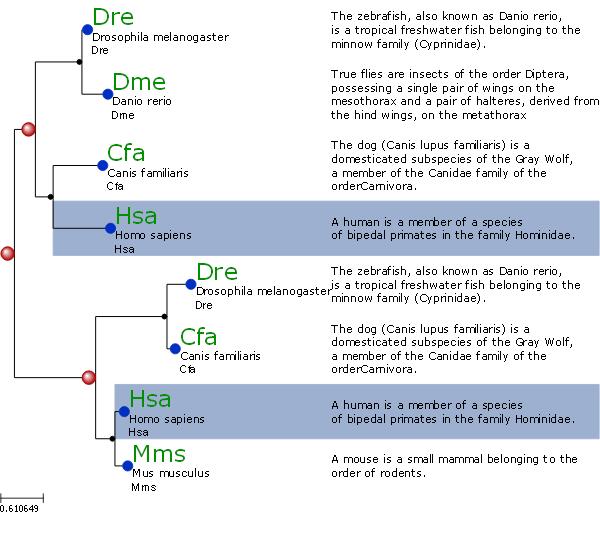 Dre
Drosophila melanogaster
Dre
The zebrafish, also known as Danio rerio,
is a tropical freshwater fish belonging to the
minnow family (Cyprinidae).
Dme
Danio rerio
Dme
True flies are insects of the order Diptera,
possessing a single pair of wings on the
mesothorax and a pair of halteres, derived from
the hind wings, on the metathorax
Cfa
Canis familiaris
Cfa
The dog (Canis lupus familiaris) is a
domesticated subspecies of the Gray Wolf,
a member of the Canidae family of the
orderCarnivora.
Hsa
Homo sapiens
Hsa
A human is a member of a species
of bipedal primates in the family Hominidae.
Dre
Drosophila melanogaster
Dre
The zebrafish, also known as Danio rerio,
is a tropical freshwater fish belonging to the
minnow family (Cyprinidae).
Cfa
Canis familiaris
Cfa
The dog (Canis lupus familiaris) is a
domesticated subspecies of the Gray Wolf,
a member of the Canidae family of the
orderCarnivora.
Hsa
Homo sapiens
Hsa
A human is a member of a species
of bipedal primates in the family Hominidae.
Mms
Mus musculus
Mms
A mouse is a small mammal belonging to the
order of rodents.
0.610649